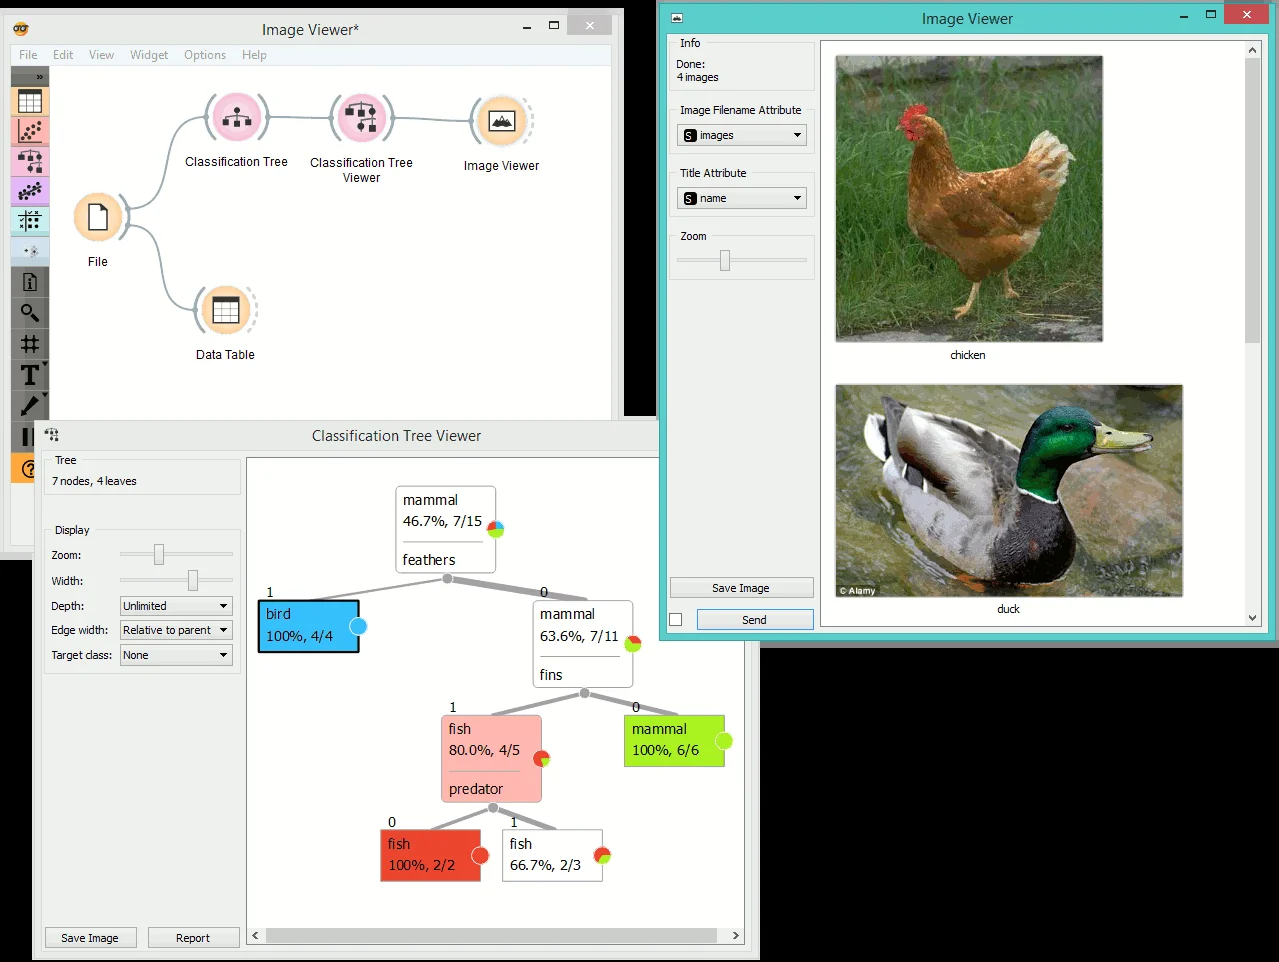 Image Viewer*
File Edit View Widget Options Help
»
Classification Tree
Classification Tree
Viewer
Image Viewer
File
Data Table
T
?
Image Viewer
Info
Done:
4 images
Image Filename Attribute
S images
Title Attribute
S name
Zoom
Save Image
Send
chicken
© Alamy
duck
Classification Tree Viewer
Tree
7 nodes, 4 leaves
Display
Zoom:
Width:
Depth: Unlimited
Edge width: Relative to parent
Target class: None
Save Image Report
mammal
46.7%, 7/15
feathers
1
0
bird
100%, 4/4
mammal
63.6%, 7/11
fins
1
0
fish
80.0%, 4/5
predator
mammal
100%, 6/6
0
1
fish
100%, 2/2
fish
66.7%, 2/3